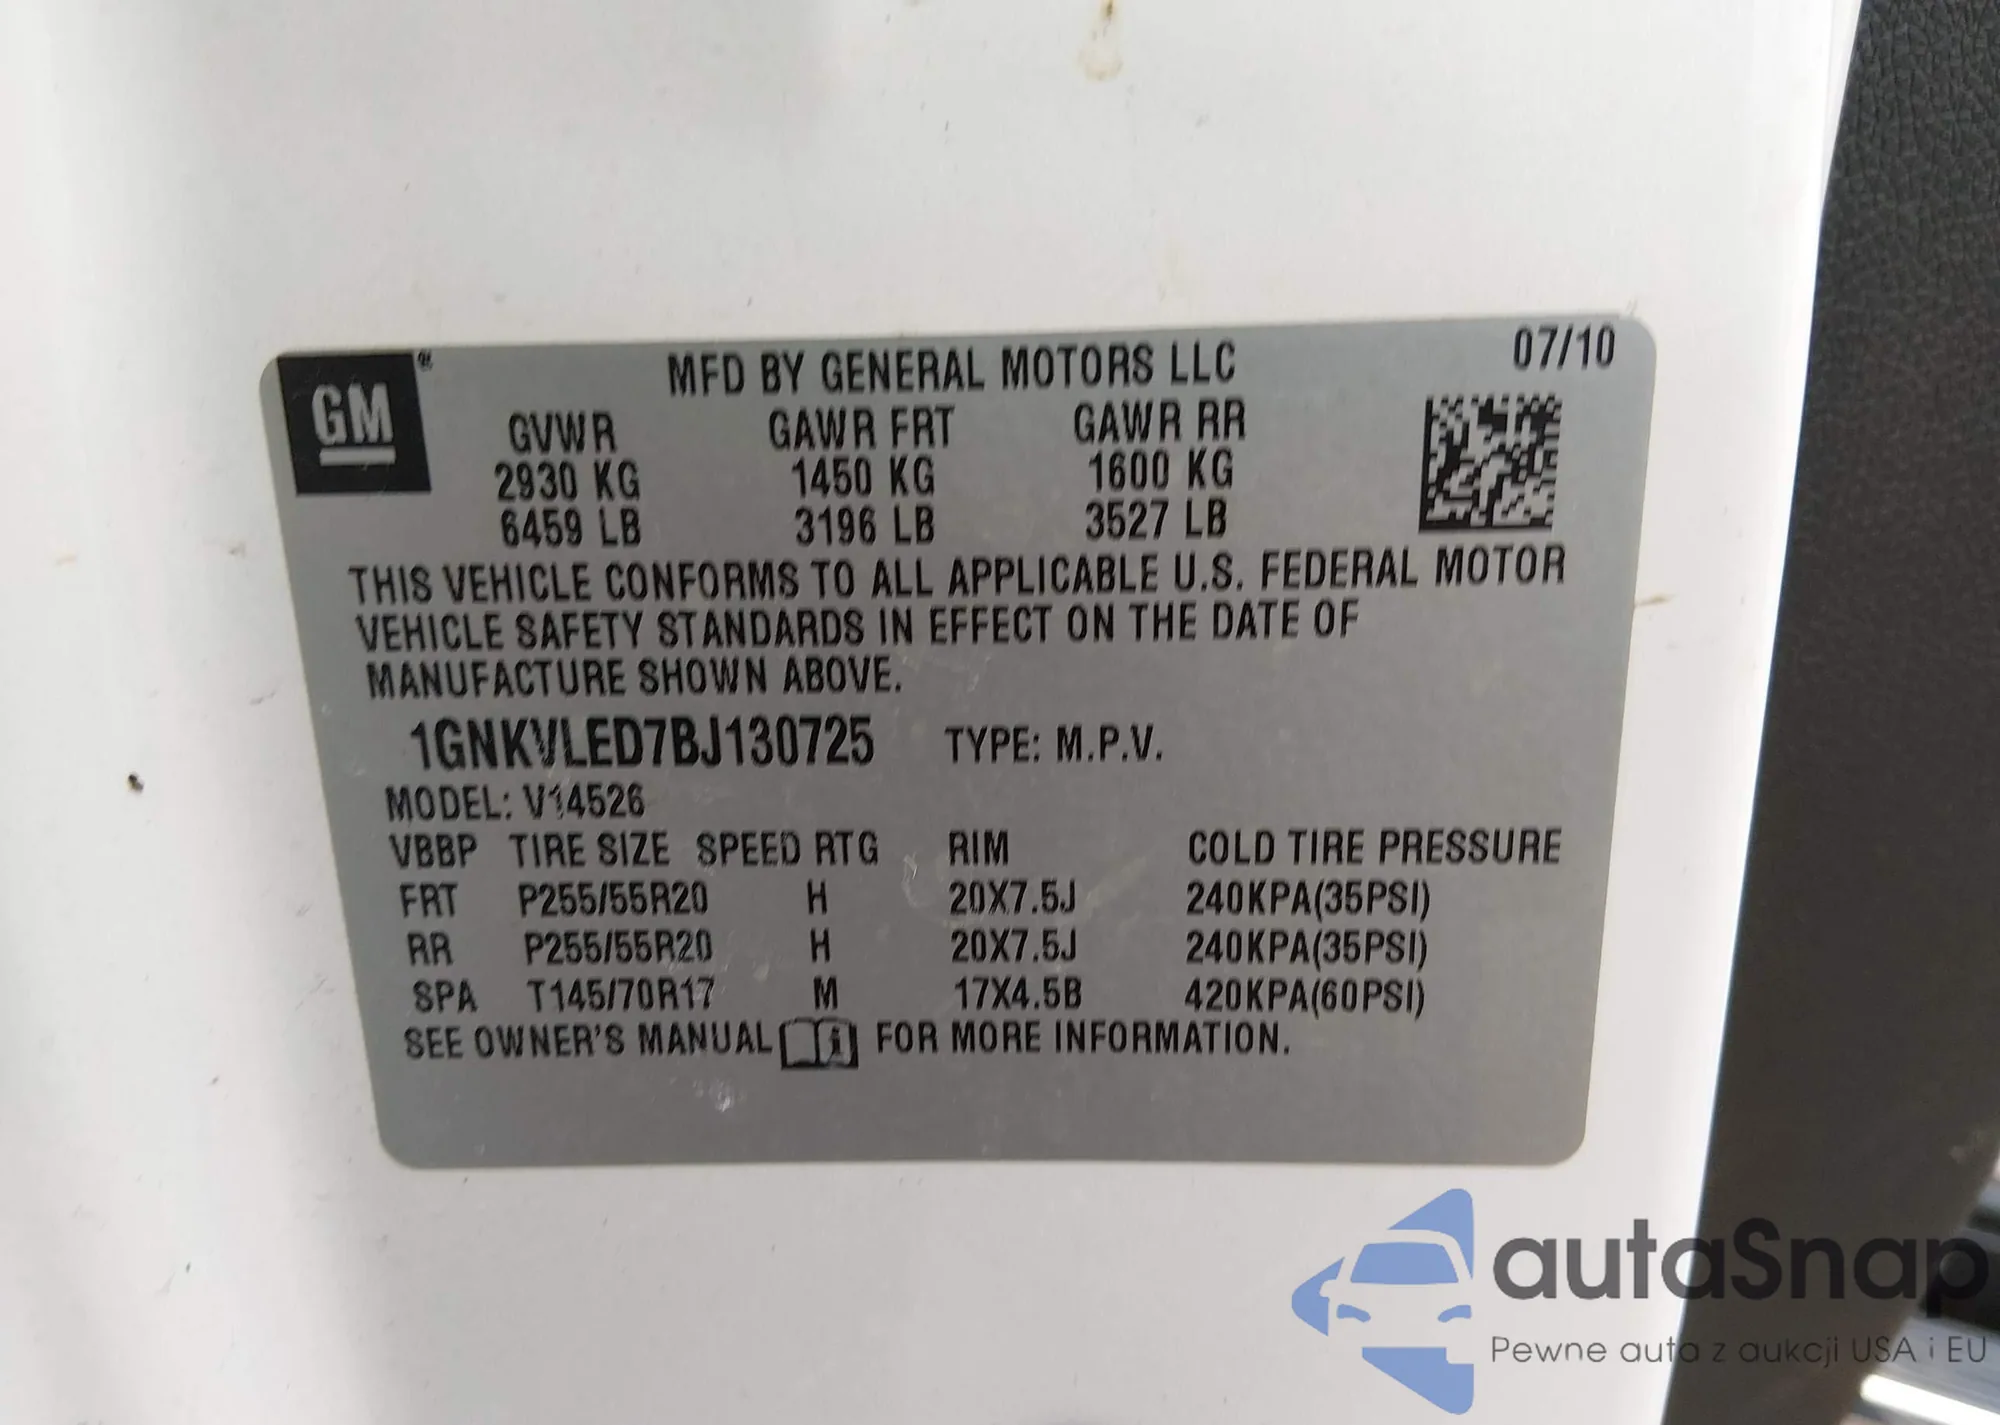 GM®
MFD BY GENERAL MOTORS LLC 07/10
GVWR GAWR FRT GAWR RR
2930 KG 1450 KG 1600 KG
6459 LB 3196 LB 3527 LB
THIS VEHICLE CONFORMS TO ALL APPLICABLE U.S. FEDERAL MOTOR
VEHICLE SAFETY STANDARDS IN EFFECT ON THE DATE OF
MANUFACTURE SHOWN ABOVE.
1GNKVLED7BJ130725 TYPE: M.P.V.
MODEL: V14526
VBBP TIRE SIZE SPEED RTG RIM COLD TIRE PRESSURE
FRT P255/55R20 H 20X7.5J 240KPA(35PSI)
RR P255/55R20 H 20X7.5J 240KPA(35PSI)
SPA T145/70R17 M 17X4.5B 420KPA(60PSI)
SEE OWNER'S MANUAL i FOR MORE INFORMATION.
autaSnap
Pewne auta z aukcji USA i EU